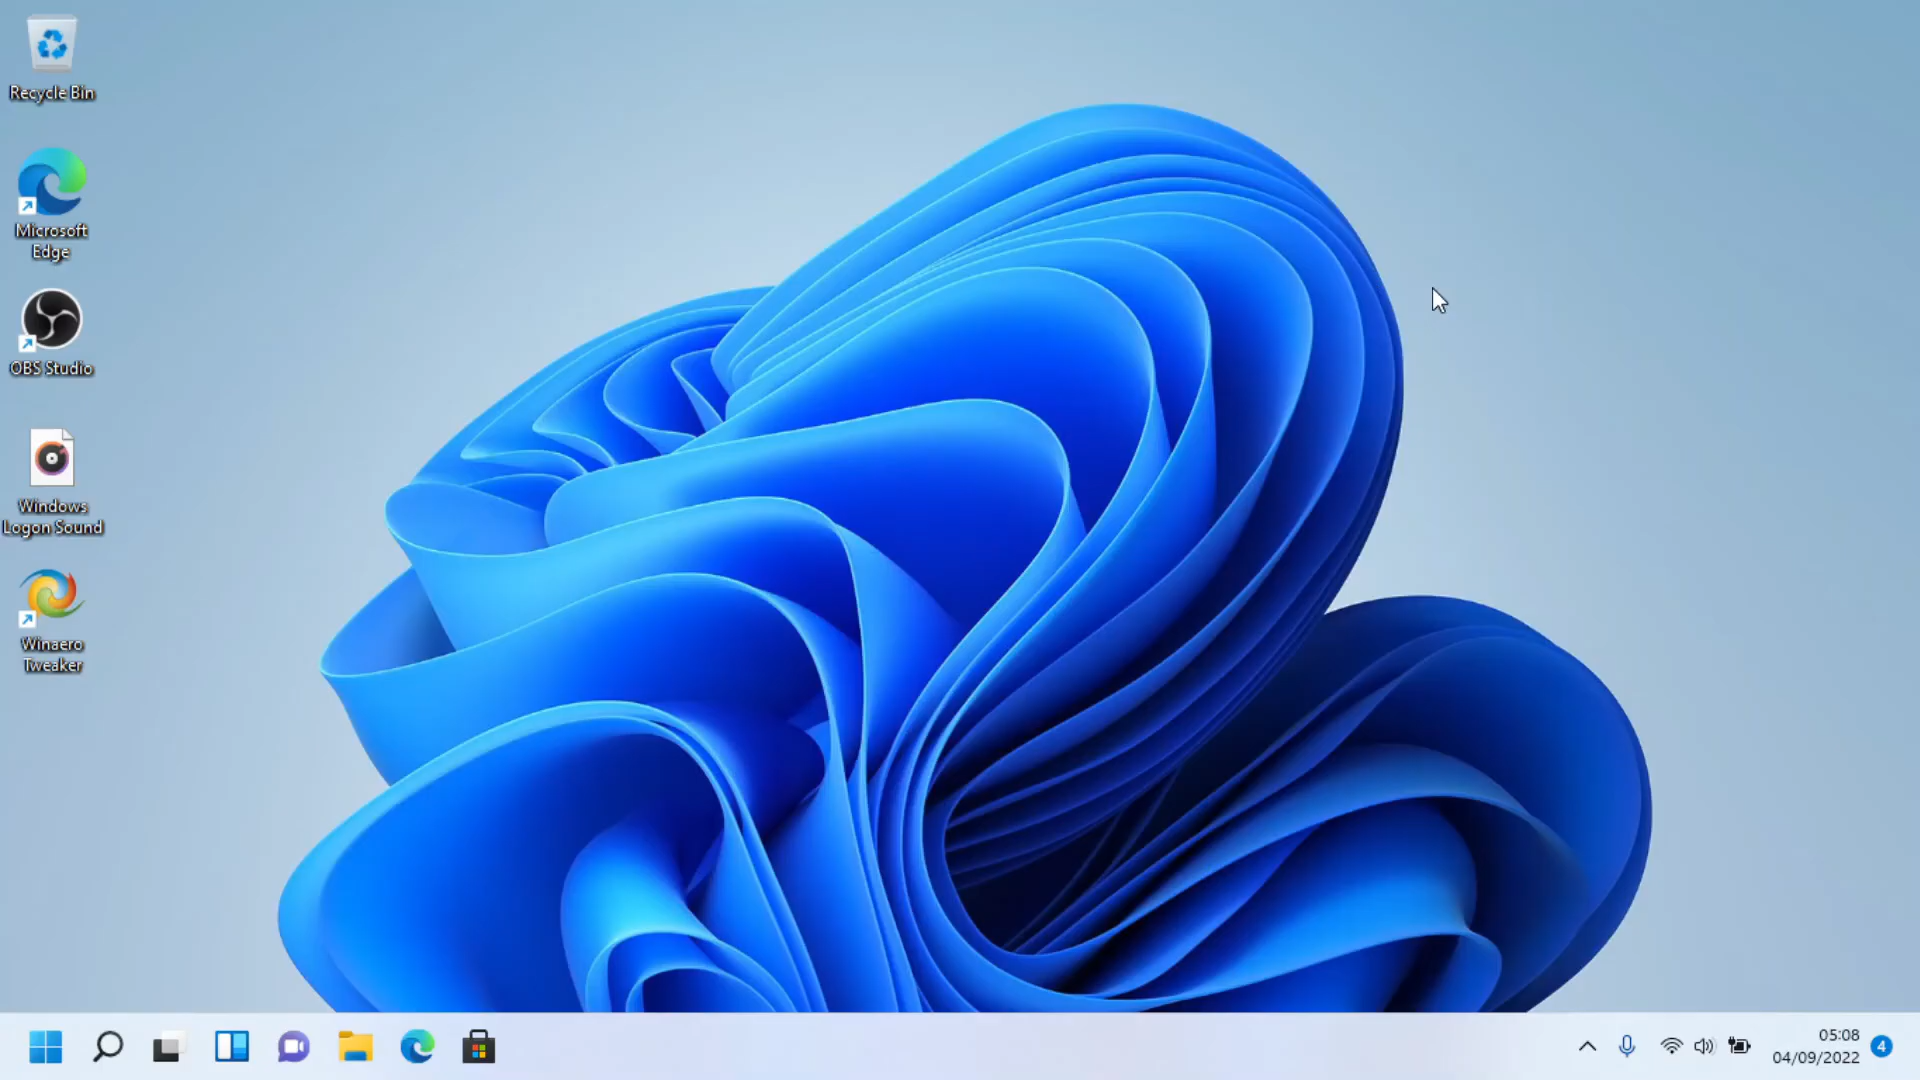 Recycle Bin
Microsoft
Edge
OBS Studio
Windows
Logon Sound
Winaero
Tweaker
05:08
04/09/2022
4